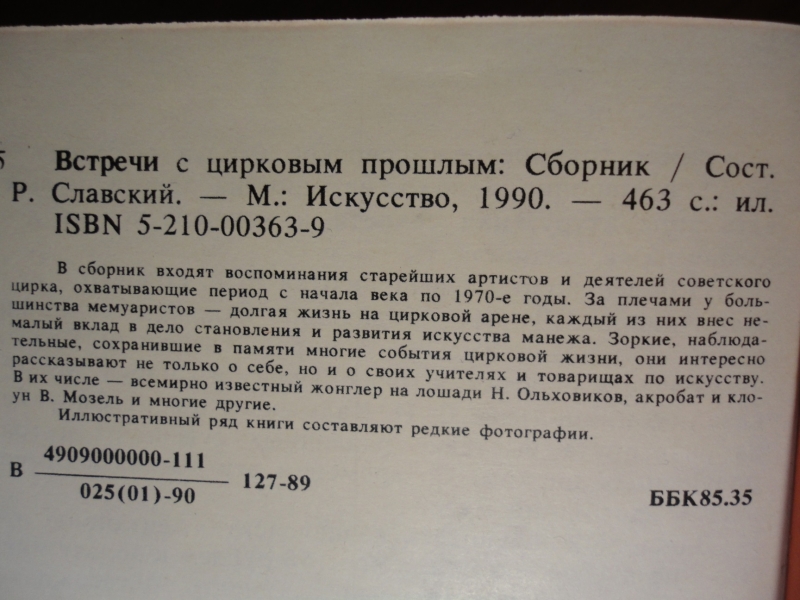 5 Встречи с цирковым прошлым: Сборник / Сост.
Р. Славский. — М.: Искусство, 1990. — 463 с.: ил.
ISBN 5-210-00363-9
В сборник входят воспоминания старейших артистов и деятелей советского
цирка, охватывающие период с начала века по 1970-е годы. За плечами у боль-
шинства мемуаристов — долгая жизнь на цирковой арене, каждый из них внес не-
малый вклад в дело становления и развития искусства манежа. Зоркие, наблюда-
тельные, сохранившие в памяти многие события цирковой жизни, они интересно
рассказывают не только о себе, но и о своих учителях и товарищах по искусству.
В их числе — всемирно известный жонглер на лошади Н. Ольховиков, акробат и кло-
ун В. Мозель и многие другие.
Иллюстративный ряд книги составляют редкие фотографии.
В 4909000000-111
025(01)-90 127-89
ББК85.35